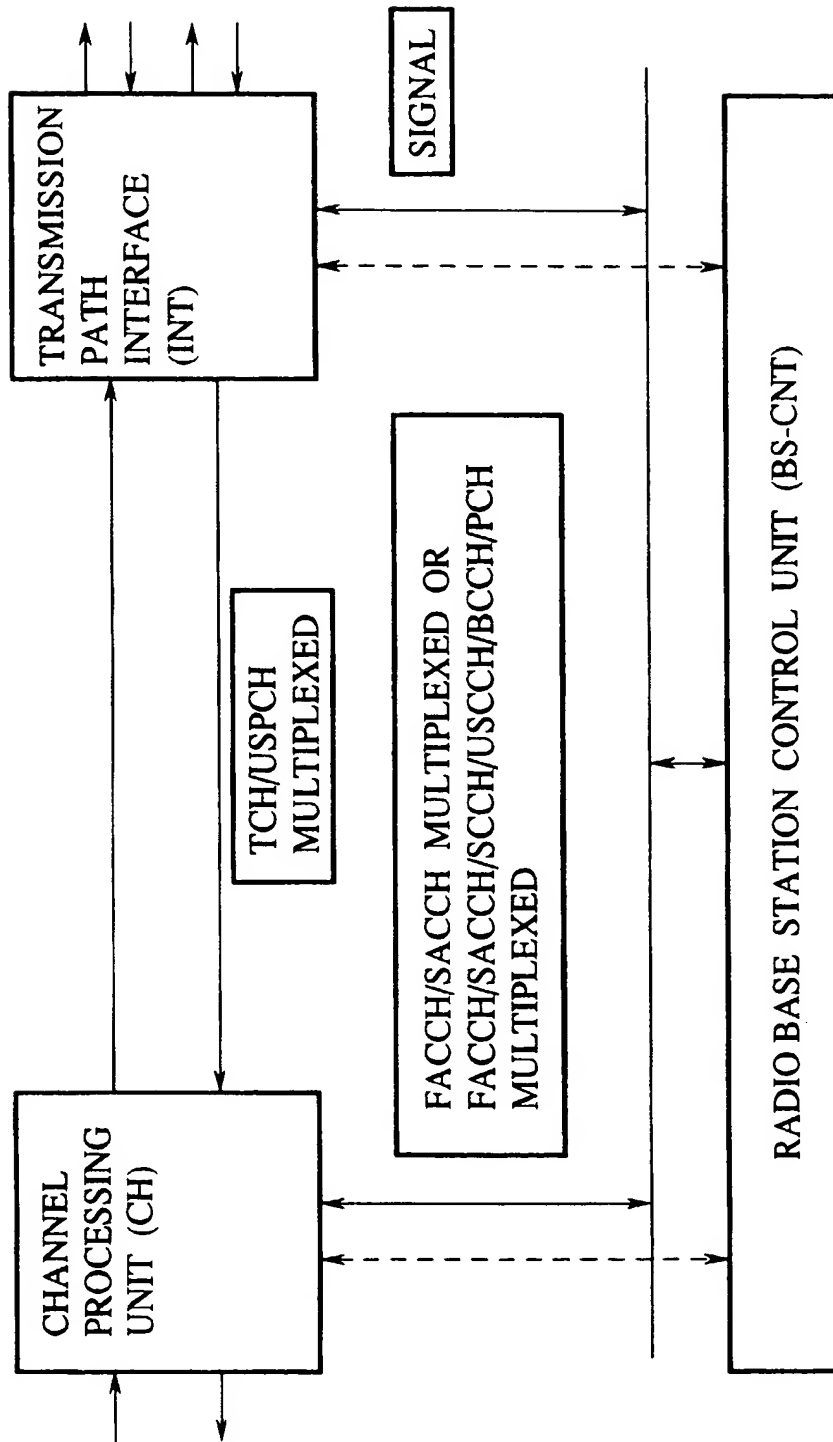 CHANNEL
PROCESSING
UNIT (CH)
TRANSMISSION
PATH
INTERFACE
(INT)
TCH/USPCH
MULTIPLEXED
SIGNAL
FACCH/SACCH MULTIPLEXED OR
FACCH/SACCH/SCCH/USCCH/BCCH/PCH
MULTIPLEXED
RADIO BASE STATION CONTROL UNIT (BS-CNT)